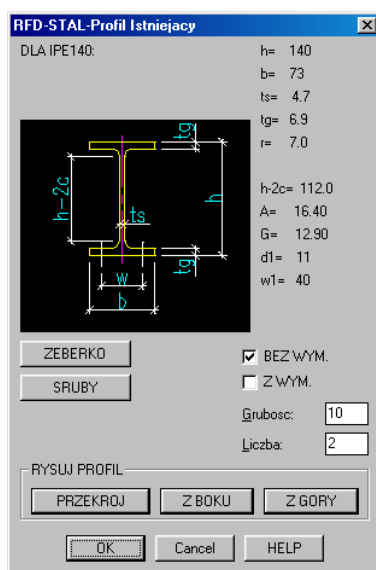 RFD-STAL-Profil Istniejacy
DLA IPE140:
h= 140
b= 73
ts= 4.7
tg= 6.9
r= 7.0
h-2c= 112.0
A= 16.40
G= 12.90
d1= 11
w1= 40
tg
h-2c
h
ts
tg
w
b
ZEBERKO
SRUBY
BEZ WYM.
Z WYM.
Grubosc: 10
Liczba: 2
RYSUJ PROFIL
PRZEKROJ Z BOKU Z GORY
OK Cancel HELP